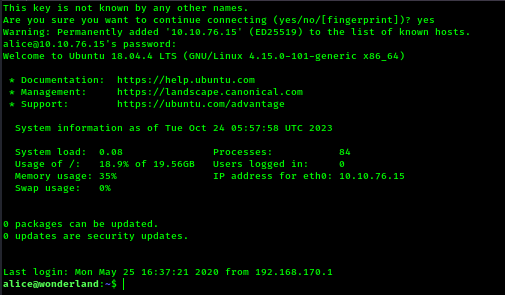 This key is not known by any other names.
Are you sure you want to continue connecting (yes/no/[fingerprint])? yes
Warning: Permanently added '10.10.76.15' (ED25519) to the list of known hosts.
alice@10.10.76.15's password:
Welcome to Ubuntu 18.04.4 LTS (GNU/Linux 4.15.0-101-generic x86_64)
* Documentation:  https://help.ubuntu.com
* Management:     https://landscape.canonical.com
* Support:        https://ubuntu.com/advantage
System information as of Tue Oct 24 05:57:58 UTC 2023
System load:  0.08               Processes:           84
Usage of /:   18.9% of 19.56GB   Users logged in:     0
Memory usage: 35%                IP address for eth0: 10.10.76.15
Swap usage:   0%
0 packages can be updated.
0 updates are security updates.
Last login: Mon May 25 16:37:21 2020 from 192.168.170.1
alice@wonderland:~$